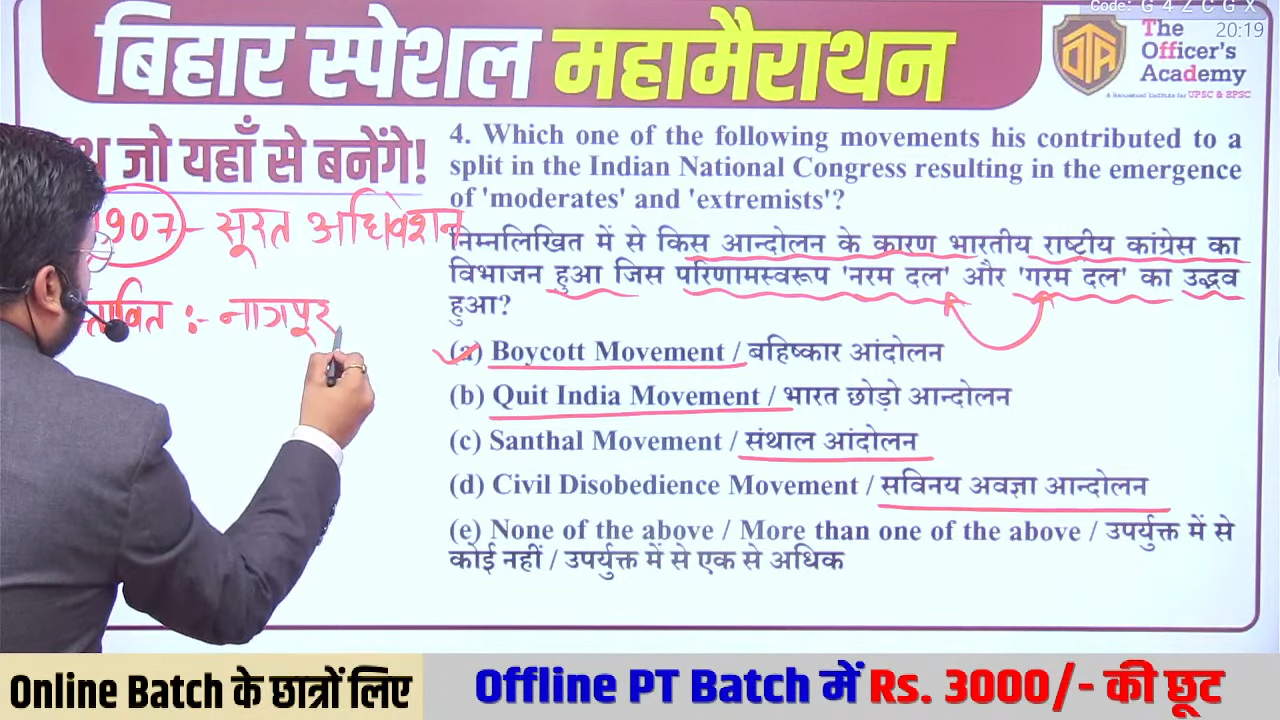 Code: G 4 Z C G X
बिहार स्पेशल महामैराथन
The
Officer's
Academy
20:19
UPSC & BPSC
OTA
जो यहाँ से बनेंगे!
1907 - सूरत अधिवेशन
:- नागपुर
4. Which one of the following movements his contributed to a
split in the Indian National Congress resulting in the emergence
of 'moderates' and 'extremists'?
निम्नलिखित में से किस आन्दोलन के कारण भारतीय राष्ट्रीय कांग्रेस का
विभाजन हुआ जिस परिणामस्वरूप 'नरम दल' और 'गरम दल' का उद्भव
हुआ?
(a) Boycott Movement / बहिष्कार आंदोलन
(b) Quit India Movement / भारत छोड़ो आन्दोलन
(c) Santhal Movement / संथाल आंदोलन
(d) Civil Disobedience Movement / सविनय अवज्ञा आन्दोलन
(e) None of the above / More than one of the above / उपर्युक्त में से
कोई नहीं / उपर्युक्त में से एक से अधिक
Online Batch के छात्रों लिए
Offline PT Batch में Rs. 3000/- की छूट